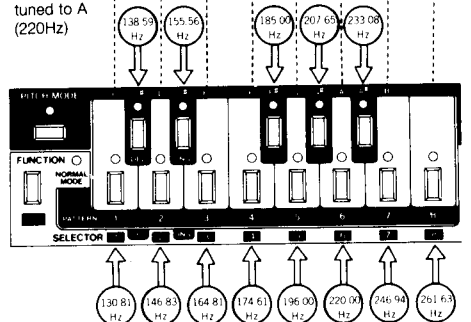 tuned to A
(220Hz)
138.59 Hz
155.56 Hz
185.00 Hz
207.65 Hz
233.08 Hz
PITCH MODE
FUNCTION
NORMAL MODE
PATTERN 1 2 3 4 5 6 7 8
SELECTOR
130.81 Hz
146.83 Hz
164.81 Hz
174.61 Hz
196.00 Hz
220.00 Hz
246.94 Hz
261.63 Hz